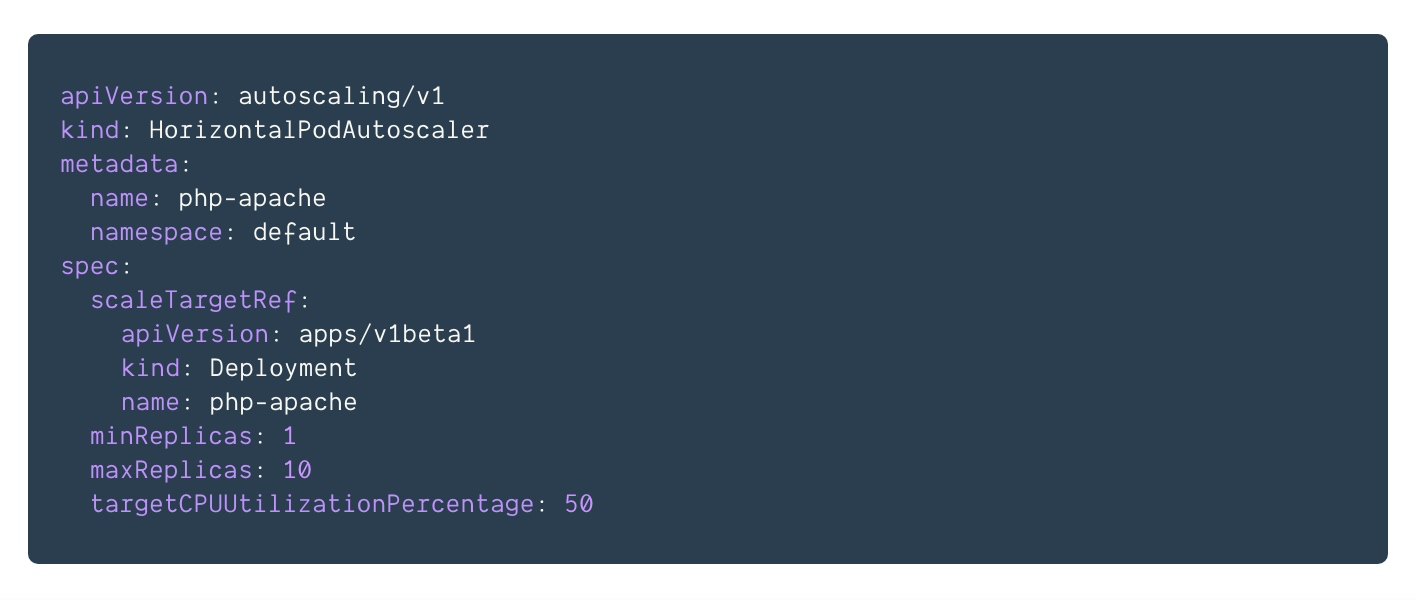 apiVersion: autoscaling/v1
kind: HorizontalPodAutoscaler
metadata:
  name: php-apache
  namespace: default
spec:
  scaleTargetRef:
    apiVersion: apps/v1beta1
    kind: Deployment
    name: php-apache
  minReplicas: 1
  maxReplicas: 10
  targetCPUUtilizationPercentage: 50